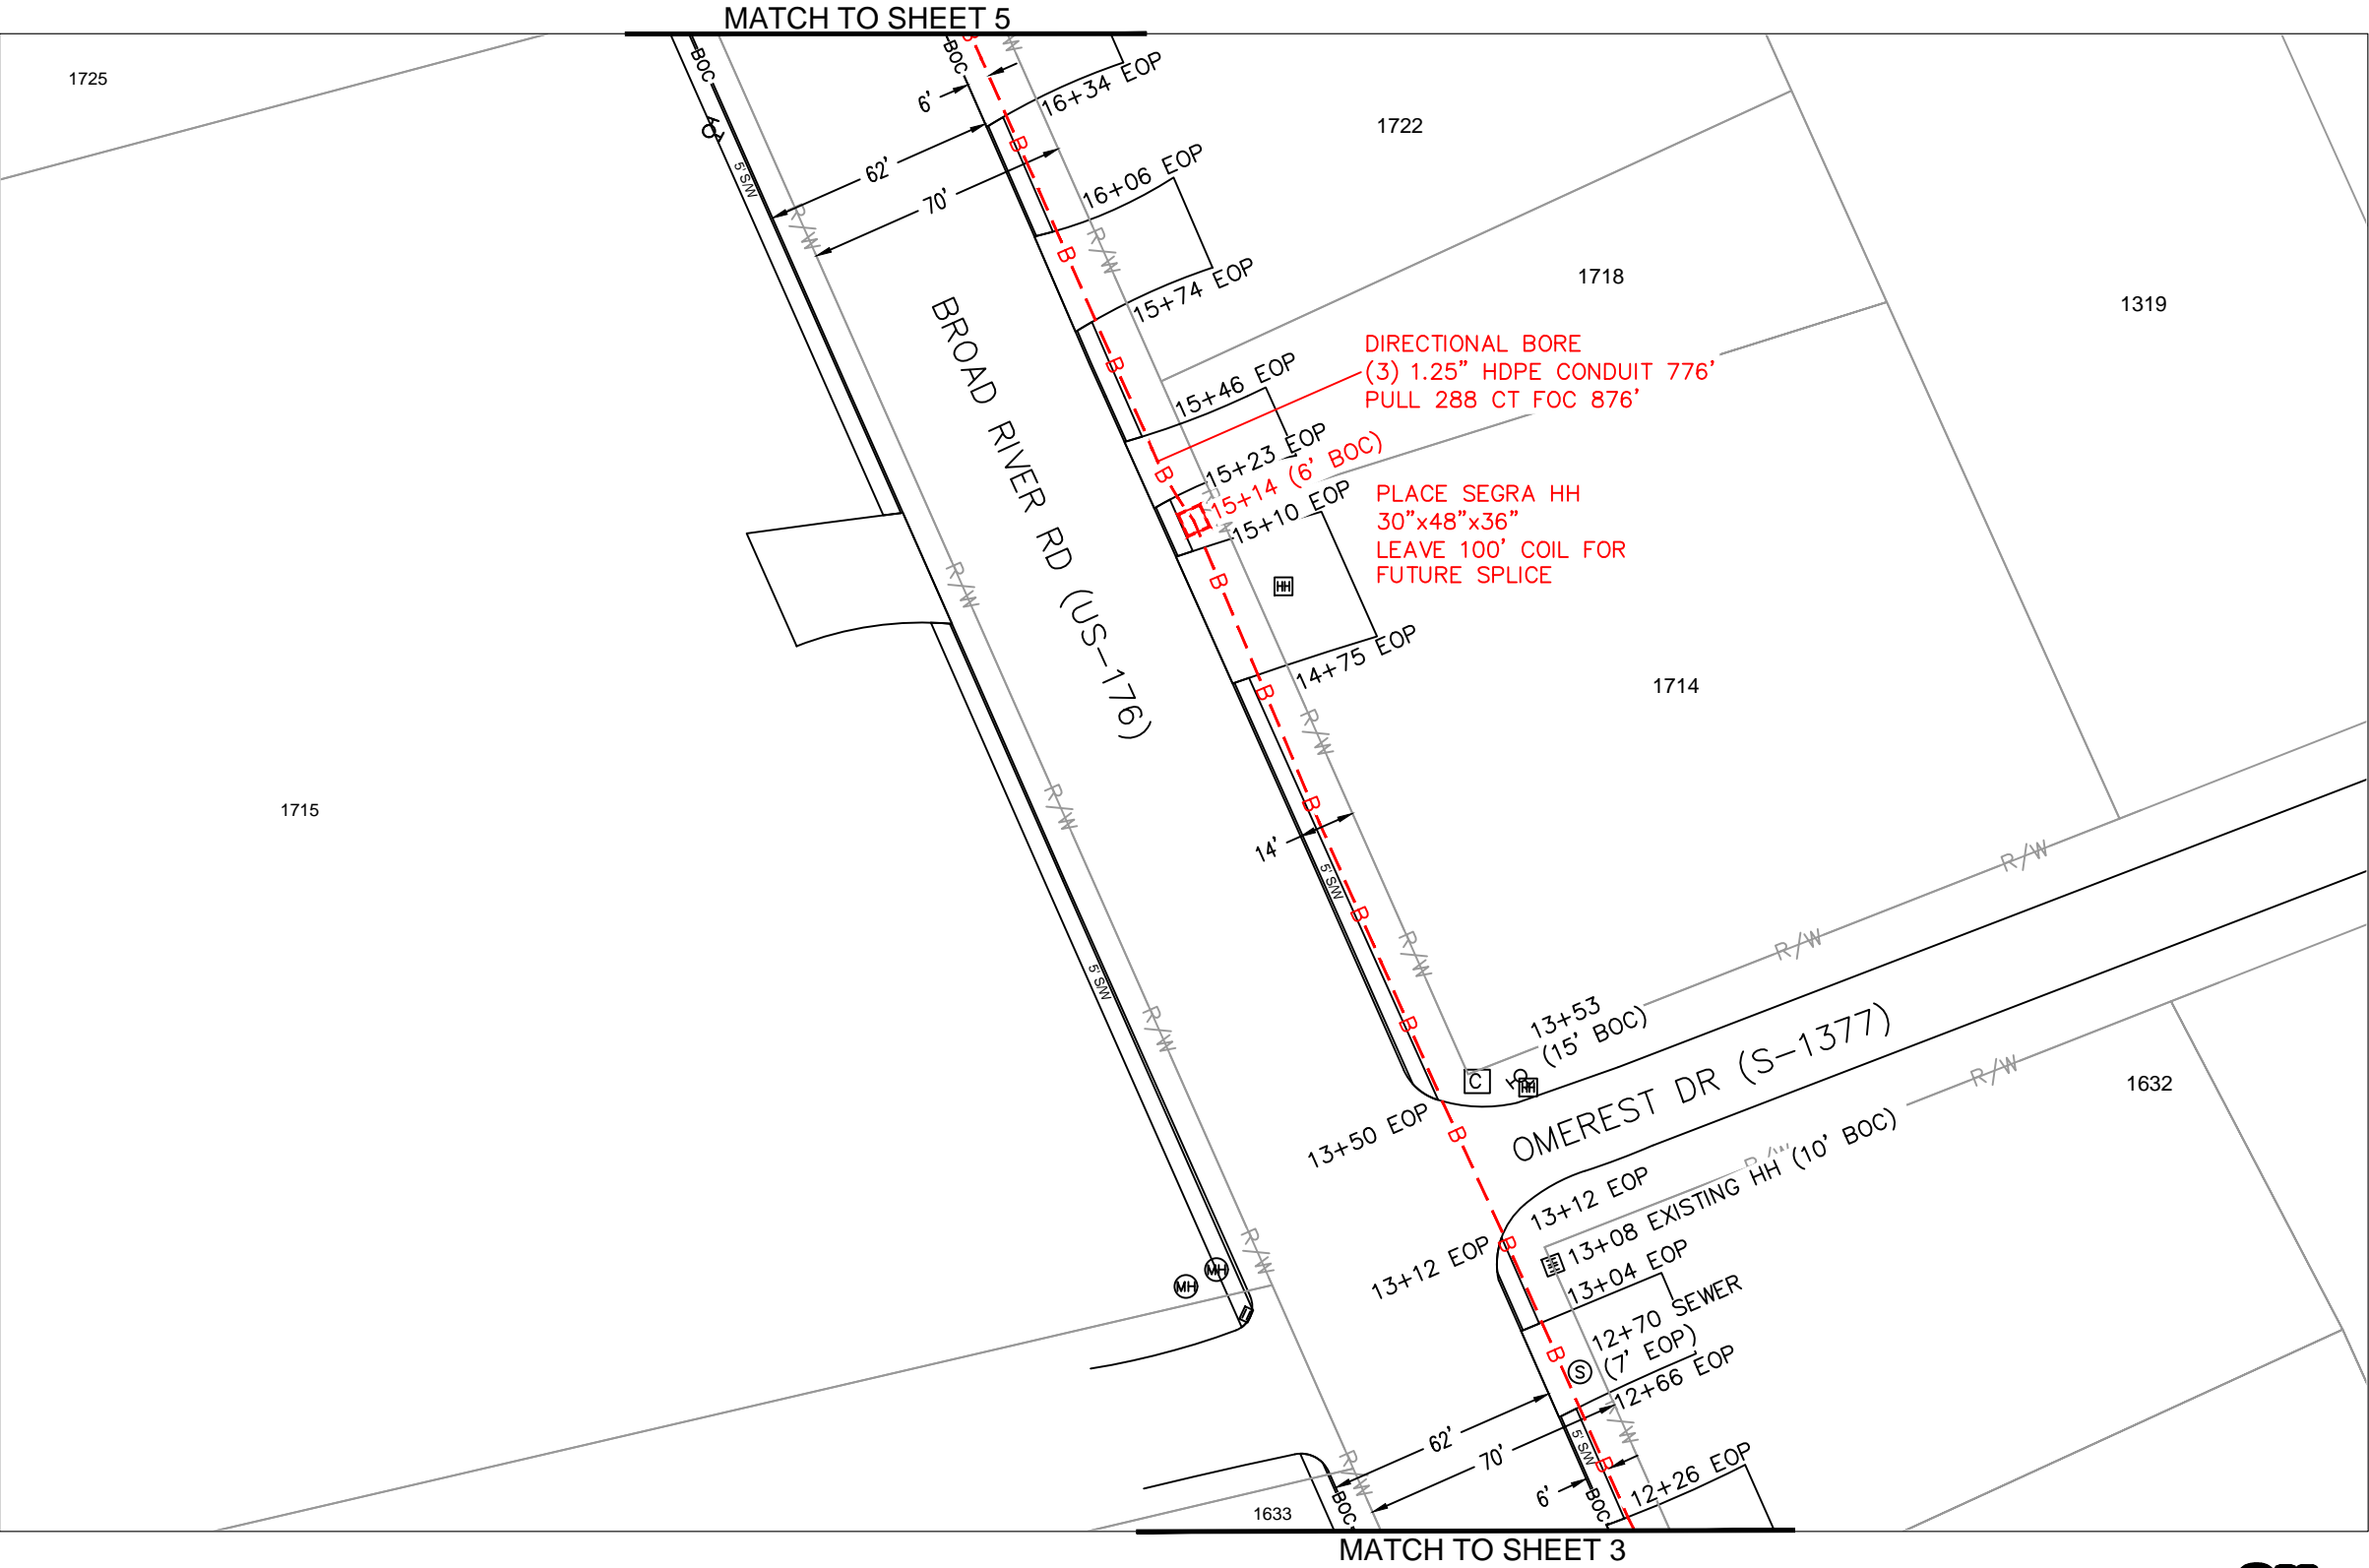 MATCH TO SHEET 5
1725
BOC
BOC
B
R/W
16+34 EOP
6'
1722
62'
5' S/W
B
70'
16+06 EOP
R/W
R/W
B
1718
15+74 EOP
1319
BROAD RIVER RD (US-176)
DIRECTIONAL BORE
(3) 1.25" HDPE CONDUIT 776'
PULL 288 CT FOC 876'
B
15+46 EOP
15+23 EOP
B
15+14 (6' BOC)
R/W
15+10 EOP
PLACE SEGRA HH
30"x48"x36"
LEAVE 100' COIL FOR
FUTURE SPLICE
R/W
B
HH
14+75 EOP
B
1714
R/W
1715
R/W
B
14'
5' S/W
R/W
B
R/W
R/W
5' S/W
R/W
B
13+53
(15' BOC)
C
HH
OMEREST DR (S-1377)
R/W
1632
13+50 EOP
B
R/W
13+08 EXISTING HH (10' BOC)
13+12 EOP
13+12 EOP
B
R/W
HH
13+04 EOP
MH
MH
12+70 SEWER
(7' EOP)
B
S
12+66 EOP
R/W
62'
70'
5' S/W
B
R/W
12+26 EOP
6'
BOC
BOC
1633
MATCH TO SHEET 3